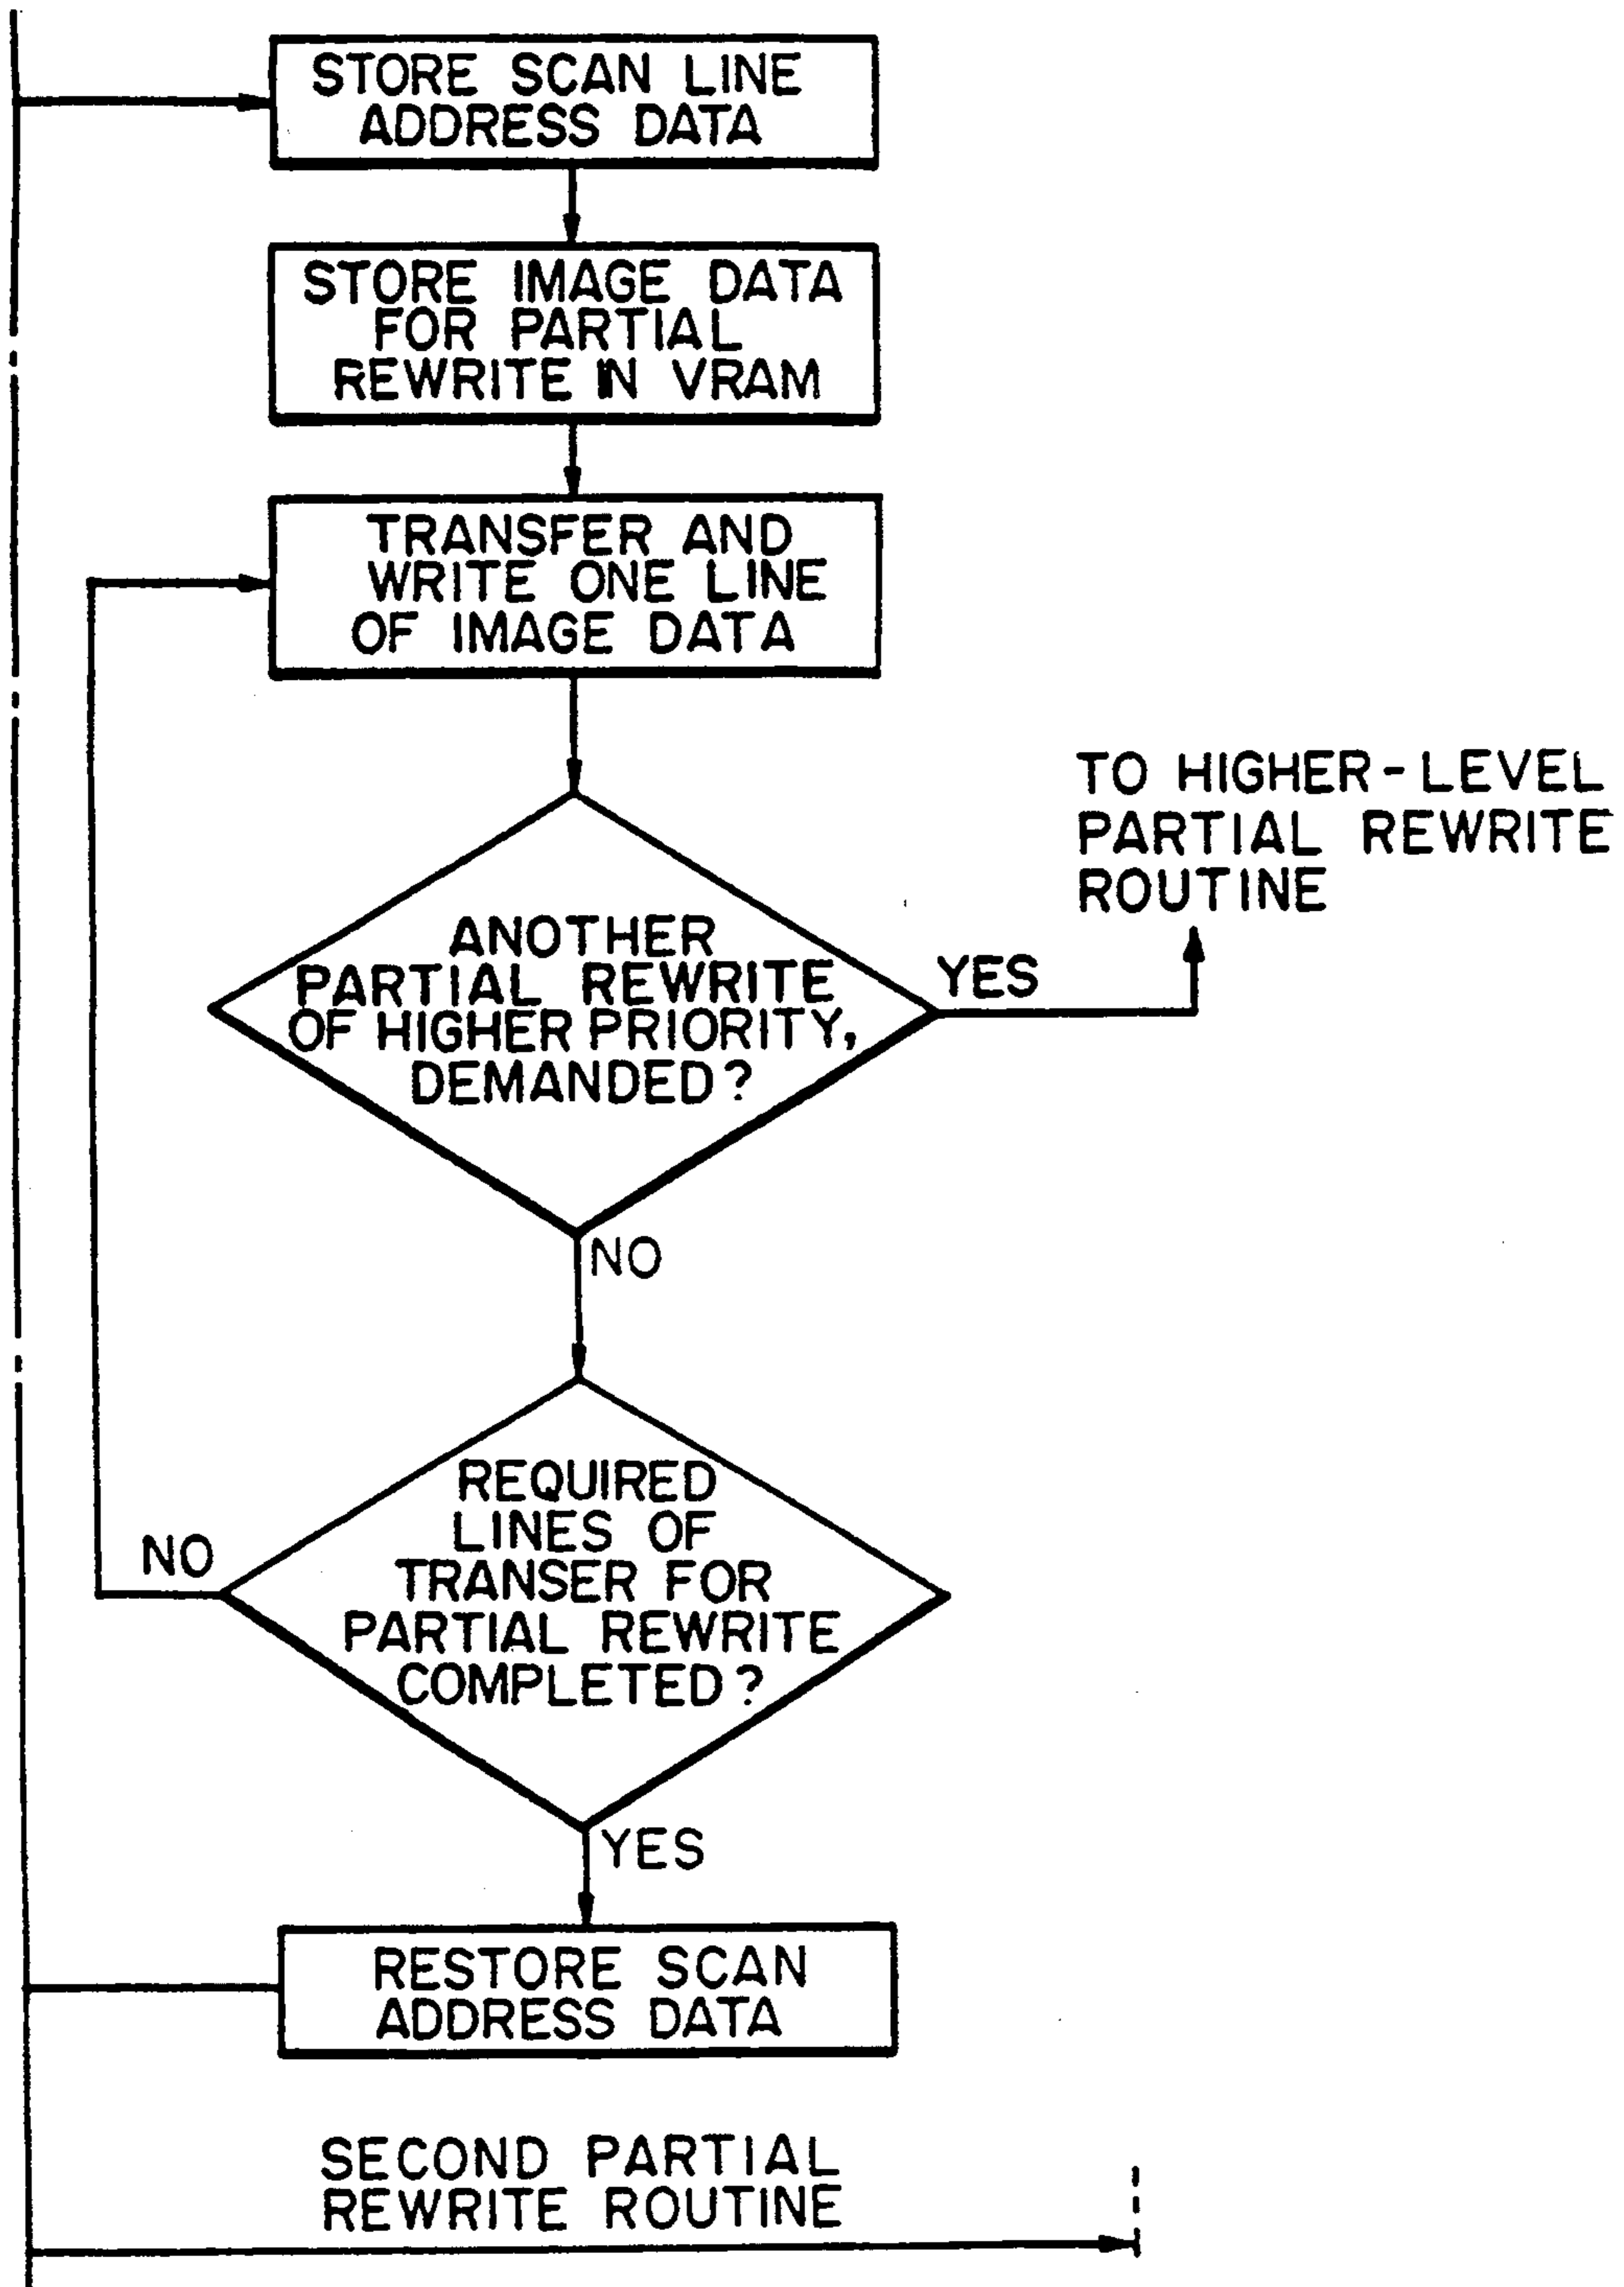 STORE SCAN LINE
ADDRESS DATA
STORE IMAGE DATA
FOR PARTIAL
REWRITE IN VRAM
TRANSFER AND
WRITE ONE LINE
OF IMAGE DATA
TO HIGHER-LEVEL
PARTIAL REWRITE
ROUTINE
ANOTHER
PARTIAL REWRITE
OF HIGHER PRIORITY,
DEMANDED?
YES
NO
REQUIRED
LINES OF
TRANSER FOR
PARTIAL REWRITE
COMPLETED?
NO
YES
RESTORE SCAN
ADDRESS DATA
SECOND PARTIAL
REWRITE ROUTINE